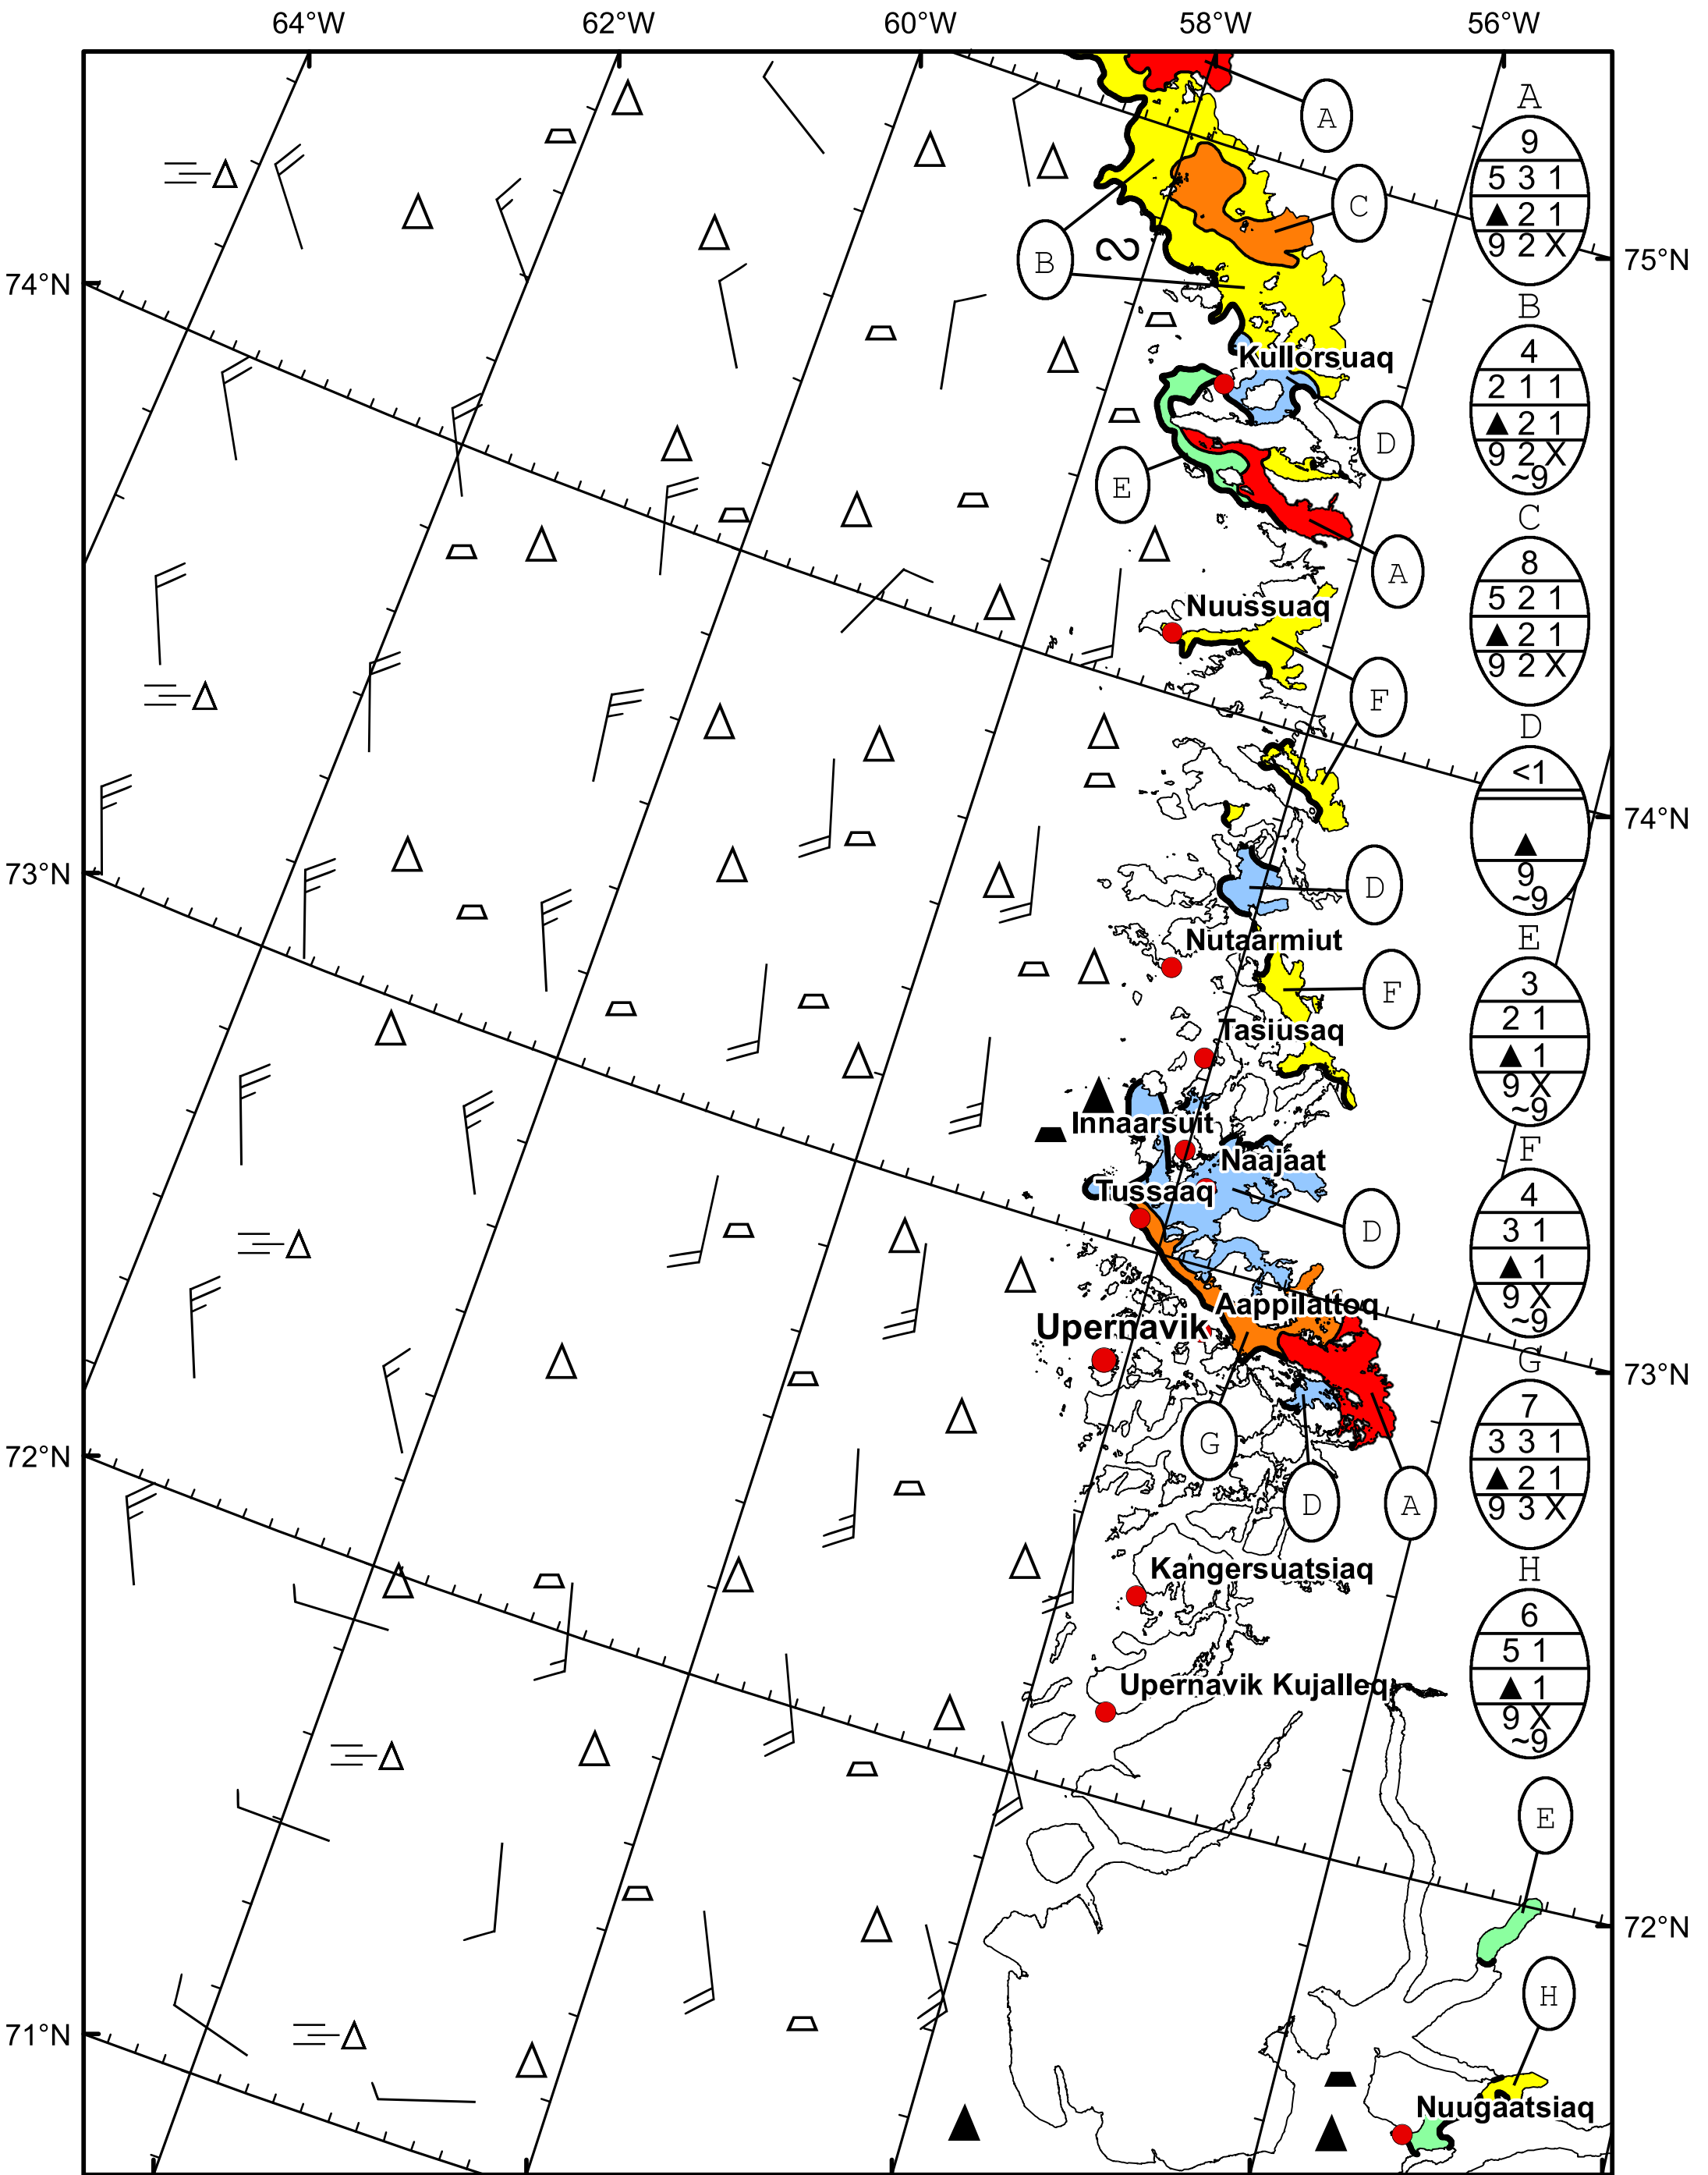 64°W 62°W 60°W 58°W 56°W
A
A
9
5 3 1
▲ 2 1
9 2 X
C
B
75°N
74°N
B
4
2 1 1
▲ 2 1
9 2 X
~9
Kullorsuaq
D
E
C
8
5 2 1
▲ 2 1
9 2 X
A
Nuussuaq
F
D
<1
▲
9
~9
74°N
73°N
D
Nutaarmiut
E
3
2 1
▲ 1
9 X
~9
F
Tasiusaq
Innaarsuit
Naajaat
Tussaaq
D
F
4
3 1
▲ 1
9 X
~9
Aappilattoq
Upernavik
73°N
G
7
3 3 1
▲ 2 1
9 3 X
G
72°N
D
A
Kangersuatsiaq
H
6
5 1
▲ 1
9 X
~9
Upernavik Kujalleq
E
72°N
H
71°N
Nuugaatsiaq